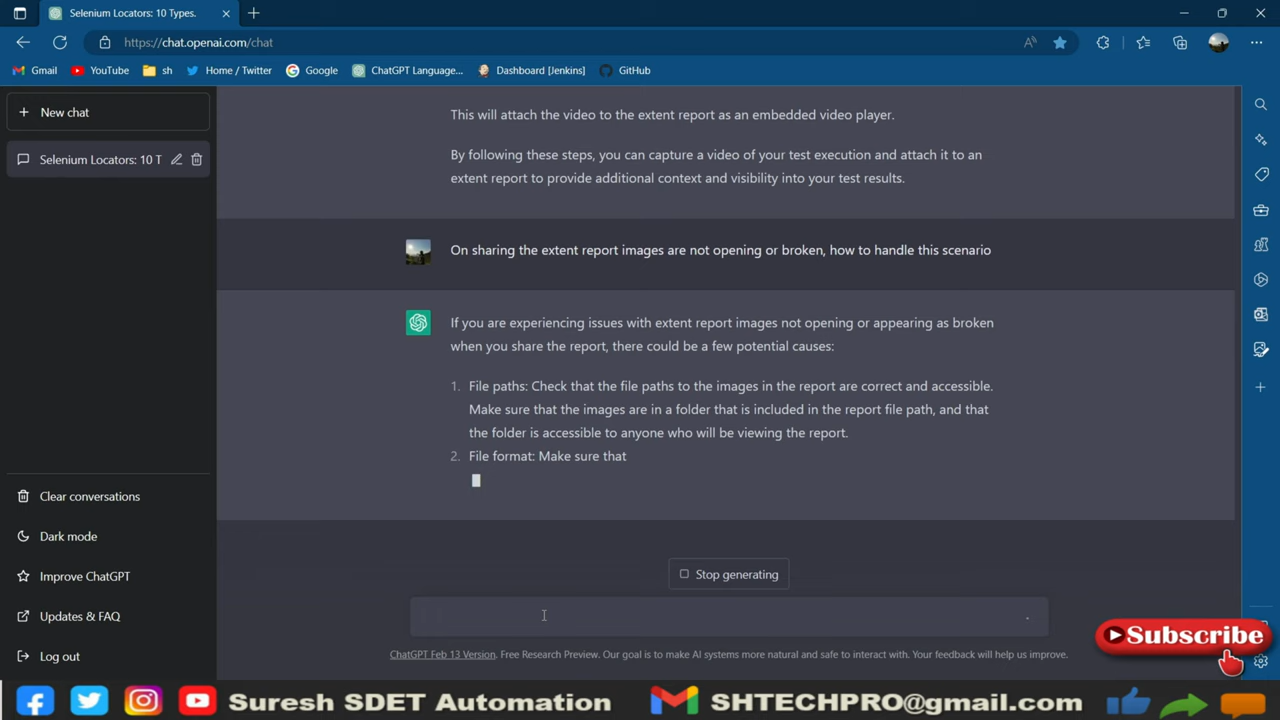 Selenium Locators: 10 Types.
https://chat.openai.com/chat
Gmail
YouTube
sh
Home / Twitter
Google
ChatGPT Language...
Dashboard [Jenkins]
GitHub
New chat
Selenium Locators: 10 T
This will attach the video to the extent report as an embedded video player.
By following these steps, you can capture a video of your test execution and attach it to an
extent report to provide additional context and visibility into your test results.
On sharing the extent report images are not opening or broken, how to handle this scenario
If you are experiencing issues with extent report images not opening or appearing as broken
when you share the report, there could be a few potential causes:
1. File paths: Check that the file paths to the images in the report are correct and accessible.
Make sure that the images are in a folder that is included in the report file path, and that
the folder is accessible to anyone who will be viewing the report.
2. File format: Make sure that
Clear conversations
Dark mode
Improve ChatGPT
Updates & FAQ
Log out
Stop generating
ChatGPT Feb 13 Version. Free Research Preview. Our goal is to make AI systems more natural and safe to interact with. Your feedback will help us improve.
Subscribe
Suresh SDET Automation
SHTECHPRO@gmail.com